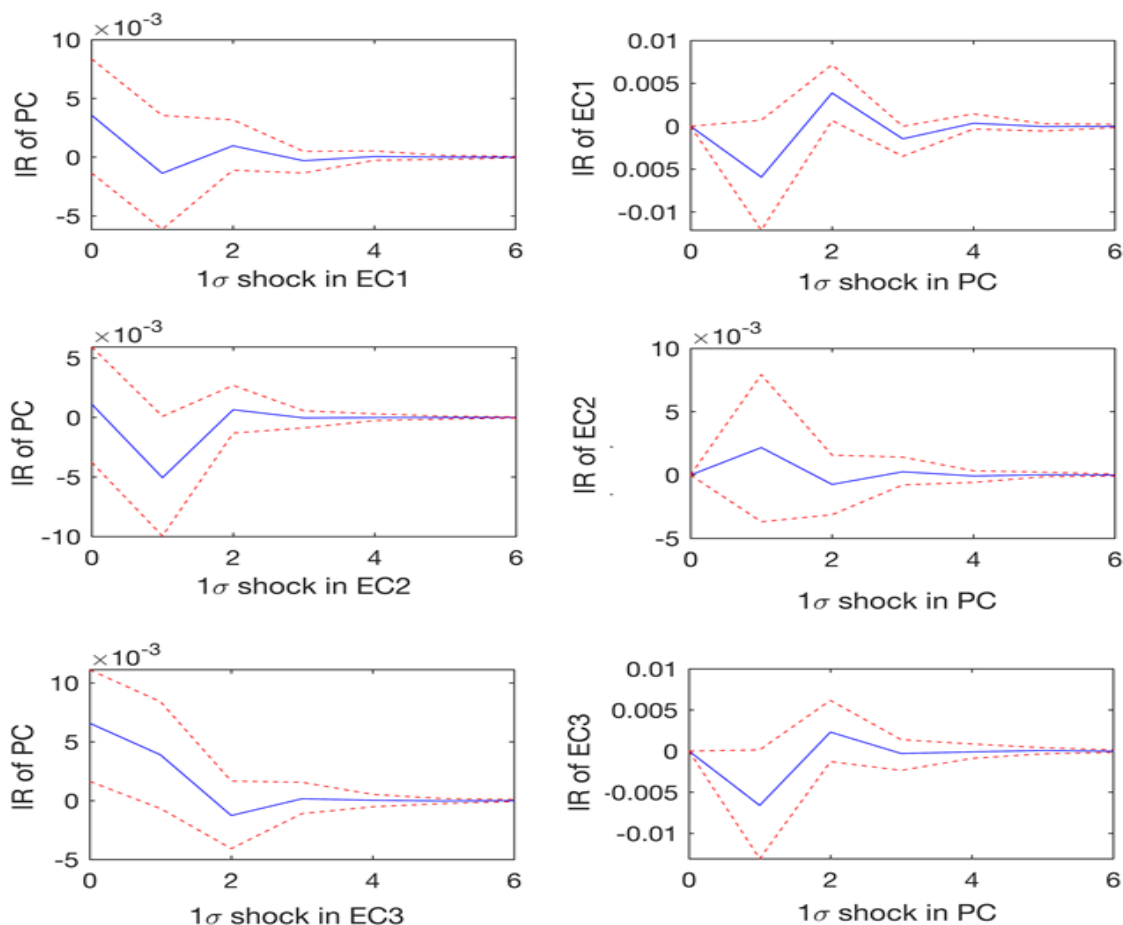 ×10⁻³
10
5
0
-5
IR of PC
0 2 4 6
1σ shock in EC1
0.01
0.005
0
0.005
-0.01
IR of EC1
0 2 4 6
1σ shock in PC
×10⁻³
5
0
-5
-10
IR of PC
0 2 4 6
1σ shock in EC2
×10⁻³
10
5
0
-5
IR of EC2
0 2 4 6
1σ shock in PC
×10⁻³
10
5
0
-5
IR of PC
0 2 4 6
1σ shock in EC3
0.01
0.005
0
-0.005
-0.01
IR of EC3
0 2 4 6
1σ shock in PC